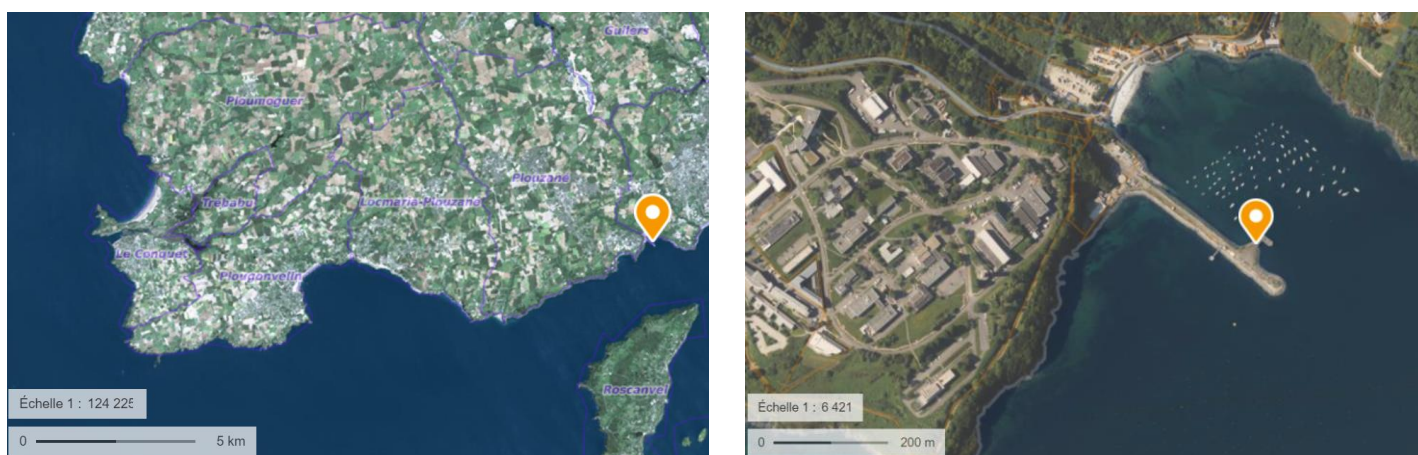 Guilers
Ploumoguer
Plouzané
Trébabu
Locmaria-Plouzané
Le Conquet
Plougonvelin
Roscanvel
Échelle 1 : 124 225
0 5 km
Échelle 1 : 6 421
0 200 m